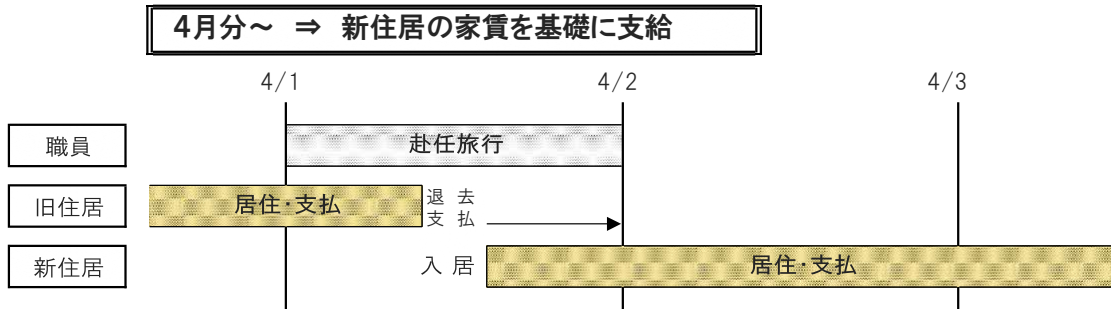 4月分～ ⇒ 新住居の家賃を基礎に支給
4/1 4/2 4/3
職員 赴任旅行
旧住居 居住・支払 退去
支払
新住居 入居 居住・支払